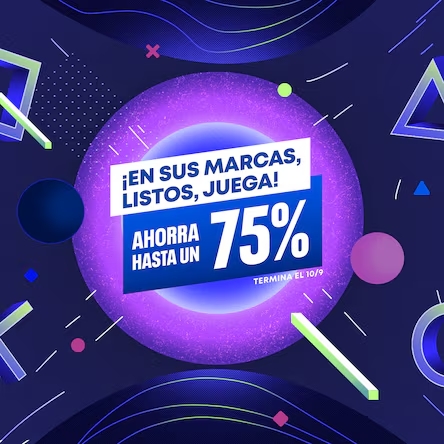 ¡EN SUS MARCAS,
LISTOS, JUEGA!
AHORRA
HASTA UN
75%
TERMINA EL 10/9